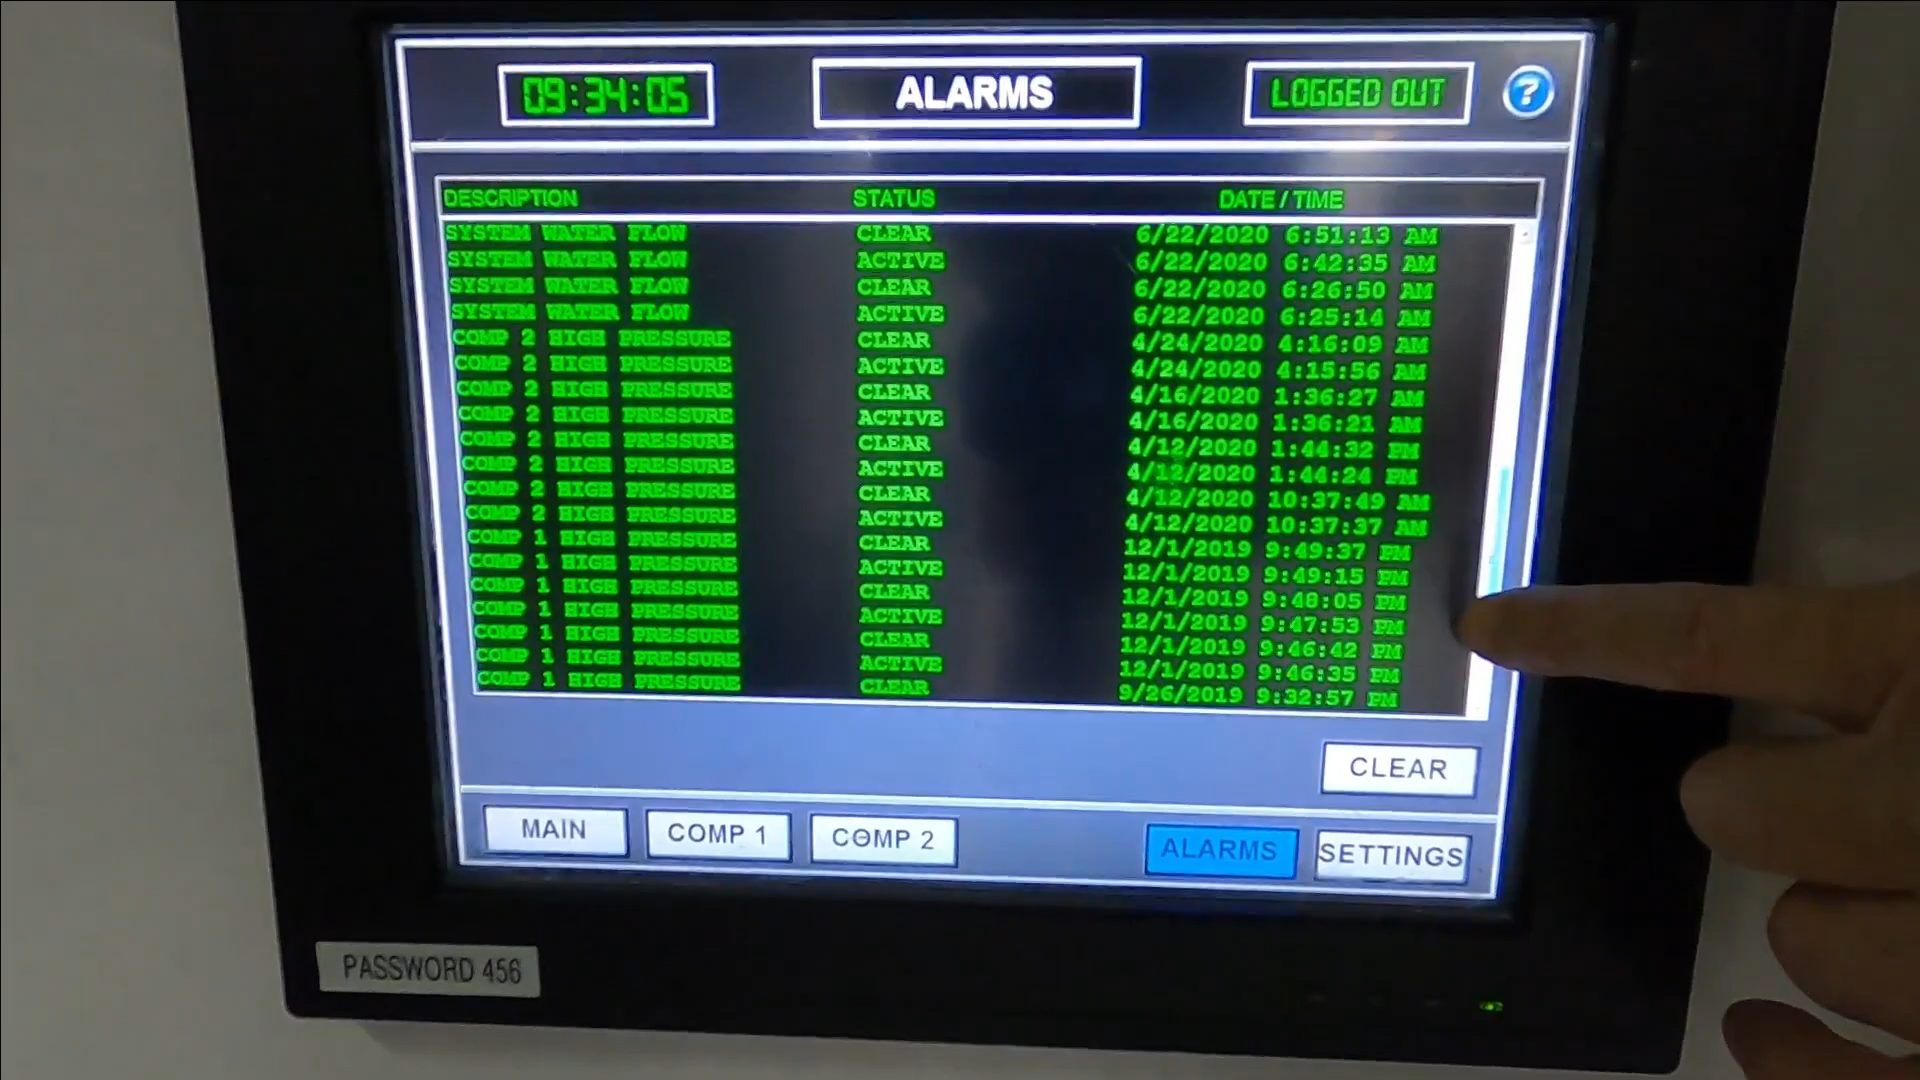 09:34:05 ALARMS LOGGED OUT ?
DESCRIPTION STATUS DATE / TIME
SYSTEM WATER FLOW CLEAR 6/22/2020 6:51:13 AM
SYSTEM WATER FLOW ACTIVE 6/22/2020 6:42:35 AM
SYSTEM WATER FLOW CLEAR 6/22/2020 6:26:50 AM
SYSTEM WATER FLOW ACTIVE 6/22/2020 6:25:14 AM
COMP 2 HIGH PRESSURE CLEAR 4/24/2020 4:16:09 AM
COMP 2 HIGH PRESSURE ACTIVE 4/24/2020 4:15:56 AM
COMP 2 HIGH PRESSURE CLEAR 4/16/2020 1:36:27 AM
COMP 2 HIGH PRESSURE ACTIVE 4/16/2020 1:36:21 AM
COMP 2 HIGH PRESSURE CLEAR 4/12/2020 1:44:32 PM
COMP 2 HIGH PRESSURE ACTIVE 4/12/2020 1:44:24 PM
COMP 2 HIGH PRESSURE CLEAR 4/12/2020 10:37:49 AM
COMP 2 HIGH PRESSURE ACTIVE 4/12/2020 10:37:37 AM
COMP 1 HIGH PRESSURE CLEAR 12/1/2019 9:49:37 PM
COMP 1 HIGH PRESSURE ACTIVE 12/1/2019 9:49:15 PM
COMP 1 HIGH PRESSURE CLEAR 12/1/2019 9:48:05 PM
COMP 1 HIGH PRESSURE ACTIVE 12/1/2019 9:47:53 PM
COMP 1 HIGH PRESSURE CLEAR 12/1/2019 9:46:42 PM
COMP 1 HIGH PRESSURE ACTIVE 12/1/2019 9:46:35 PM
COMP 1 HIGH PRESSURE CLEAR 9/26/2019 9:32:57 PM
CLEAR
MAIN COMP 1 COMP 2 ALARMS SETTINGS
PASSWORD 456